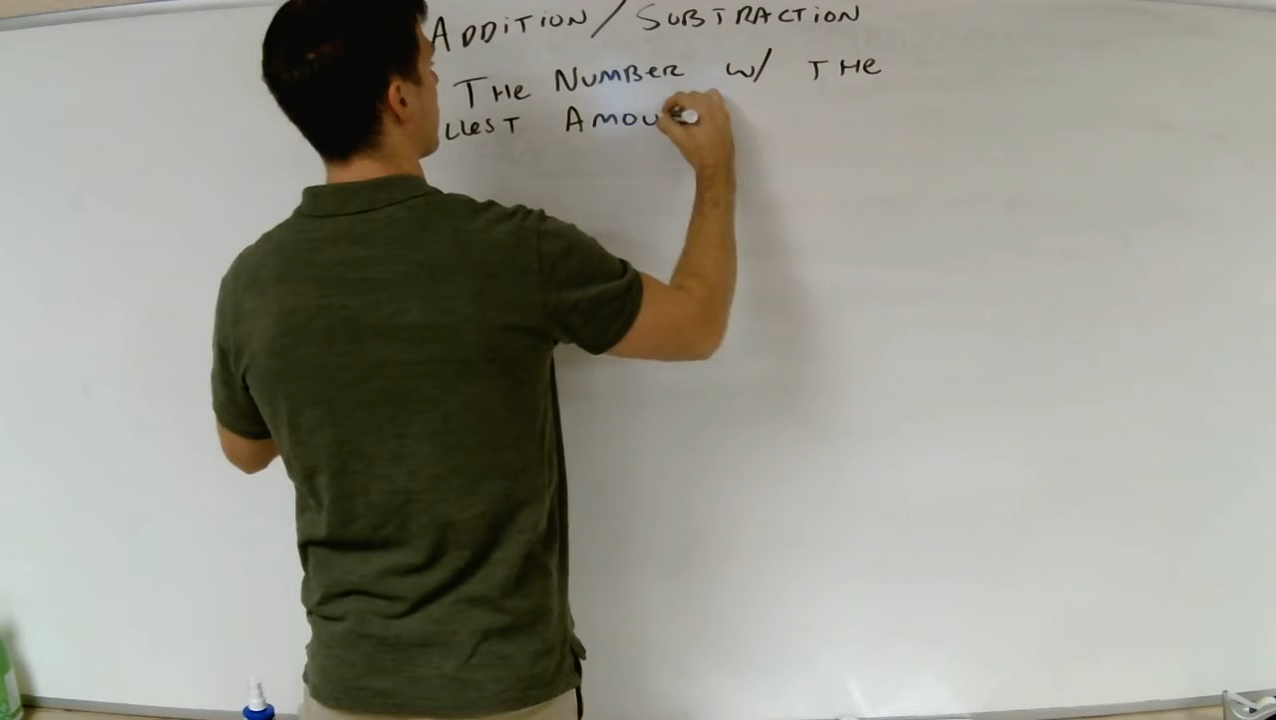 ADDITION/SUBTRACTION
THE NUMBER w/ THE
LLEST AMOU